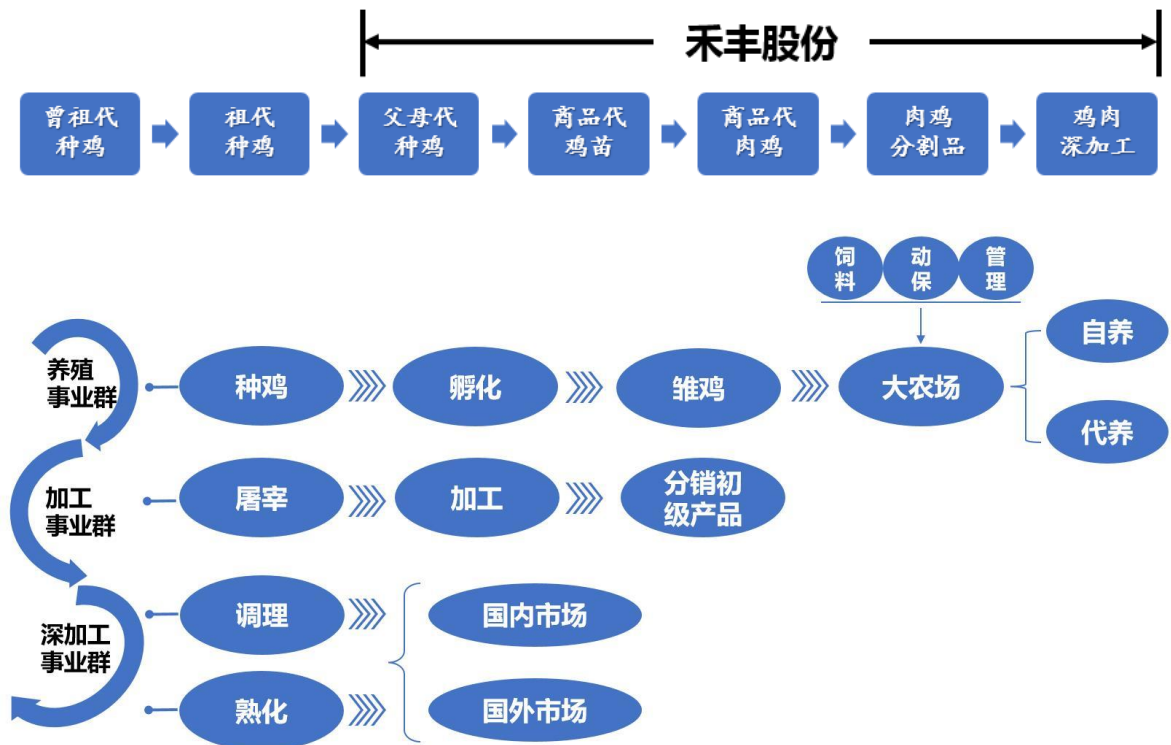 禾丰股份
曾祖代
种鸡
祖代
种鸡
父母代
种鸡
商品代
鸡苗
商品代
肉鸡
肉鸡
分割品
鸡肉
深加工
饲
料
动
保
管
理
养殖
事业群
种鸡
孵化
雏鸡
大农场
自养
代养
加工
事业群
屠宰
加工
分销初
级产品
深加工
事业群
调理
熟化
国内市场
国外市场